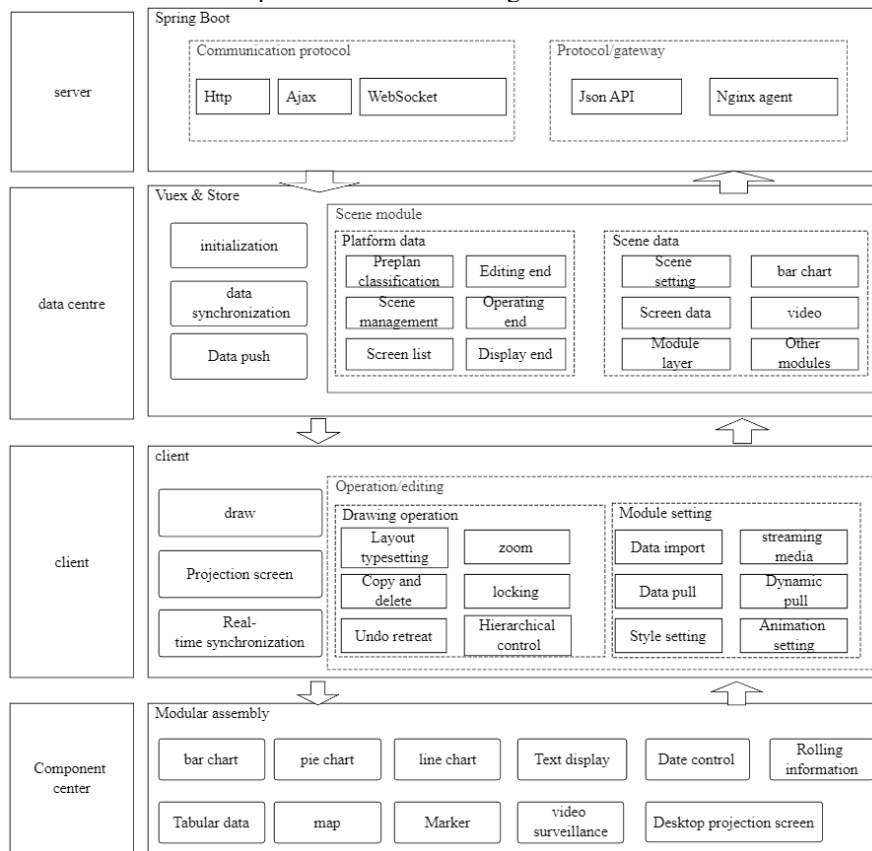 Spring Boot
server
Communication protocol
Http
Ajax
WebSocket
Protocol/gateway
Json API
Nginx agent
data centre
Vuex & Store
initialization
data
synchronization
Data push
Scene module
Platform data
Preplan
classification
Editing end
Scene
management
Operating
end
Screen list
Display end
Scene data
Scene
setting
bar chart
Screen data
video
Module
layer
Other
modules
client
client
draw
Projection screen
Real-
time synchronization
Operation/editing
Drawing operation
Layout
typesetting
zoom
Copy and
delete
locking
Undo retreat
Hierarchical
control
Module setting
Data import
streaming
media
Data pull
Dynamic
pull
Style setting
Animation
setting
Component
center
Modular assembly
bar chart
pie chart
line chart
Text display
Date control
Rolling
information
Tabular data
map
Marker
video
surveillance
Desktop projection screen